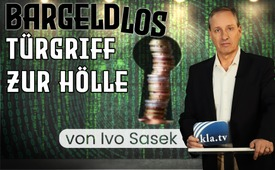 BARGELDLOS
TÜRGRIFF
ZUR HÖLLE
von Ivo Sasek
kla.tv